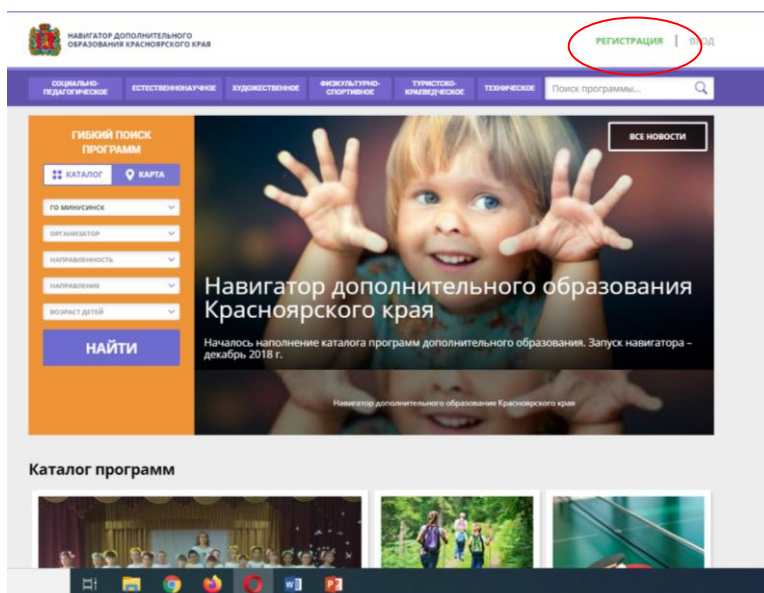 НАВИГАТОР ДОПОЛНИТЕЛЬНОГО
ОБРАЗОВАНИЯ КРАСНОЯРСКОГО КРАЯ
РЕГИСТРАЦИЯ | ВХОД
СОЦИАЛЬНО-
ПЕДАГОГИЧЕСКОЕ
ЕСТЕСТВЕННОНАУЧНОЕ
ХУДОЖЕСТВЕННОЕ
ФИЗКУЛЬТУРНО-
СПОРТИВНОЕ
ТУРИСТСКО-
КРАЕВЕДЧЕСКОЕ
ТЕХНИЧЕСКОЕ
Поиск программы...
ГИБКИЙ ПОИСК
ПРОГРАММ
КАТАЛОГ
КАРТА
ГО МИНУСИНСК
ОРГАНИЗАТОР
НАПРАВЛЕННОСТЬ
НАПРАВЛЕНИЕ
ВОЗРАСТ ДЕТЕЙ
НАЙТИ
ВСЕ НОВОСТИ
Навигатор дополнительного образования
Красноярского края
Началось наполнение каталога программ дополнительного образования. Запуск навигатора –
декабрь 2018 г.
Навигатор дополнительного образования Красноярского края
Каталог программ